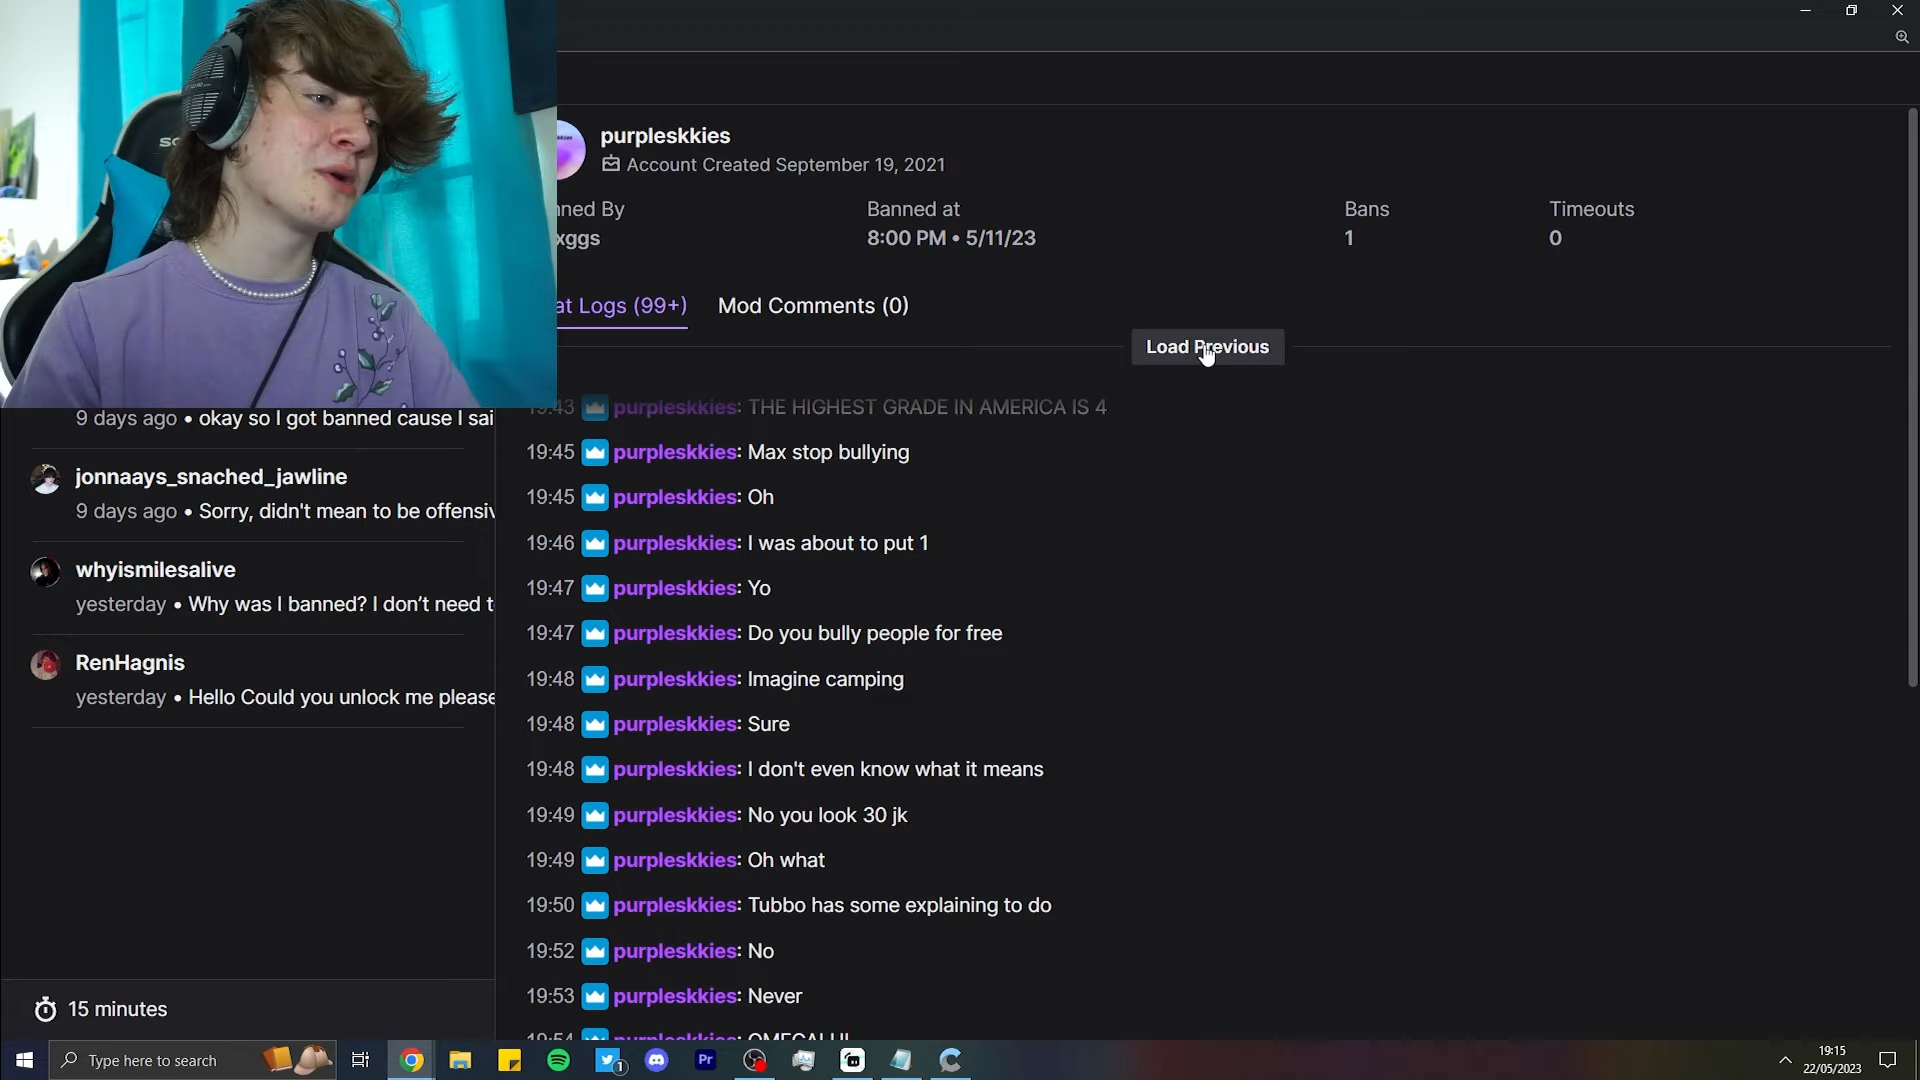 purpleskkies
Account Created September 19, 2021
nned By
xggs
Banned at
8:00 PM • 5/11/23
Bans
1
Timeouts
0
at Logs (99+)
Mod Comments (0)
Load Previous
9 days ago • okay so I got banned cause I sai
jonnaays_snached_jawline
9 days ago • Sorry, didn't mean to be offensiv
whyismilesalive
yesterday • Why was I banned? I don't need t
RenHagnis
yesterday • Hello Could you unlock me please
15 minutes
19:43 purpleskkies: THE HIGHEST GRADE IN AMERICA IS 4
19:45 purpleskkies: Max stop bullying
19:45 purpleskkies: Oh
19:46 purpleskkies: I was about to put 1
19:47 purpleskkies: Yo
19:47 purpleskkies: Do you bully people for free
19:48 purpleskkies: Imagine camping
19:48 purpleskkies: Sure
19:48 purpleskkies: I don't even know what it means
19:49 purpleskkies: No you look 30 jk
19:49 purpleskkies: Oh what
19:50 purpleskkies: Tubbo has some explaining to do
19:52 purpleskkies: No
19:53 purpleskkies: Never
19:54 purpleskkies:
Type here to search
1
Pr
19:15
22/05/2023